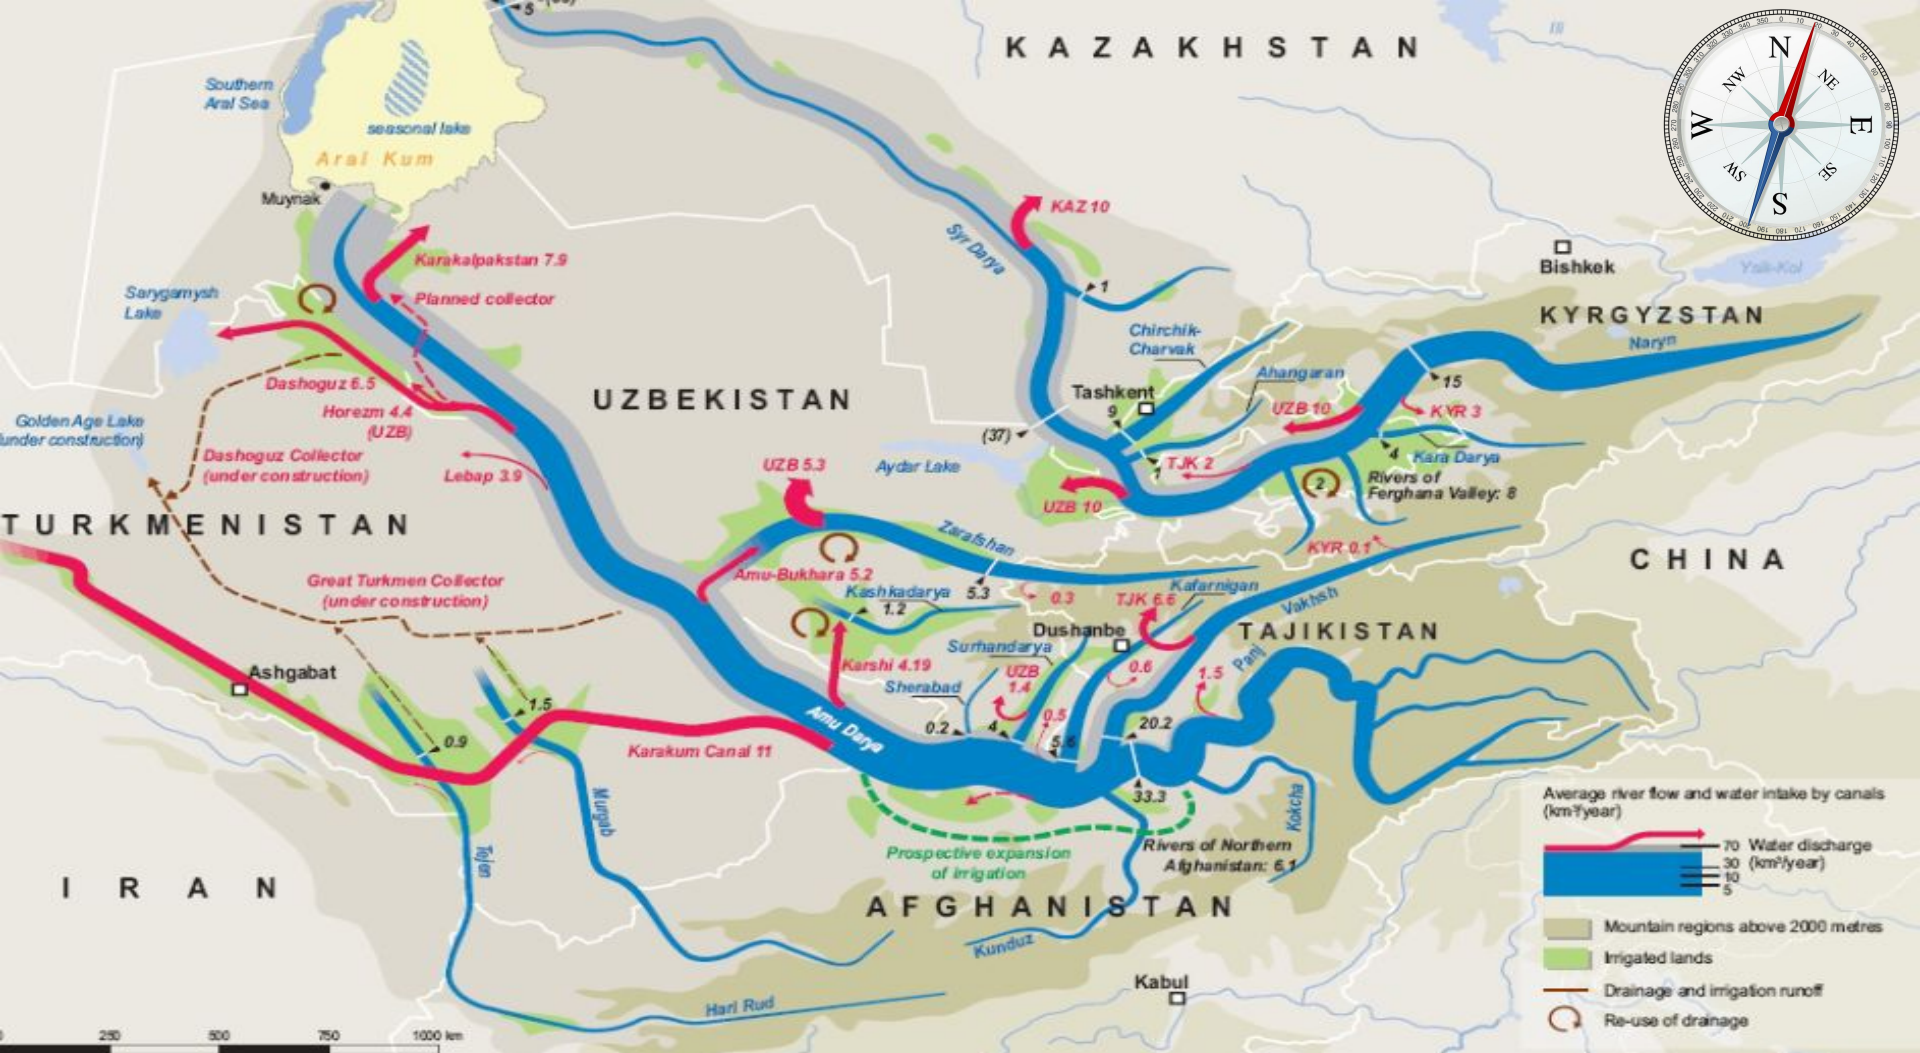 5
KAZAKHSTAN
Ili
N
NE
E
SE
S
SW
W
NW
Southern
Aral Sea
seasonal lake
Aral Kum
Muynak
KAZ 10
Syr Darya
Bishkek
Ysik-Kol
Karakalpakstan 7.9
Planned collector
Sarygamysh
Lake
1
KYRGYZSTAN
Naryn
Chirchik-
Charvak
Ahangaran
15
Dashoguz 6.5
UZBEKISTAN
Tashkent
9
UZB 10
KYR 3
Horezm 4.4
(UZB)
Golden Age Lake
(under construction)
(37)
4
Kara Darya
Dashoguz Collector
(under construction)
Lebap 3.9
UZB 5.3
Aydar Lake
1
TJK 2
2
Rivers of
Ferghana Valley: 8
UZB 10
TURKMENISTAN
Zarafshan
KYR 0.1
CHINA
Great Turkmen Collector
(under construction)
Amu-Bukhara 5.2
Kashkadarya
5.3
1.2
0.3
TJK 6.6
Kafarnigan
Vakhsh
Dushanbe
TAJIKISTAN
Surhandarya
Ashgabat
Karshi 4.19
UZB
1.4
0.6
1.5
Panj
Sherabad
1.5
0.5
0.2
4
20.2
0.9
Karakum Canal 11
Amu Darya
5.6
33.3
Murgab
Kokcha
Tejen
Prospective expansion
of irrigation
Rivers of Northern
Afghanistan: 6.1
IRAN
AFGHANISTAN
Kunduz
Kabul
Hari Rud
250
500
750
1000 km
Average river flow and water intake by canals
(km³/year)
70 Water discharge
30 (km³/year)
10
5
Mountain regions above 2000 metres
Irrigated lands
Drainage and irrigation runoff
Re-use of drainage